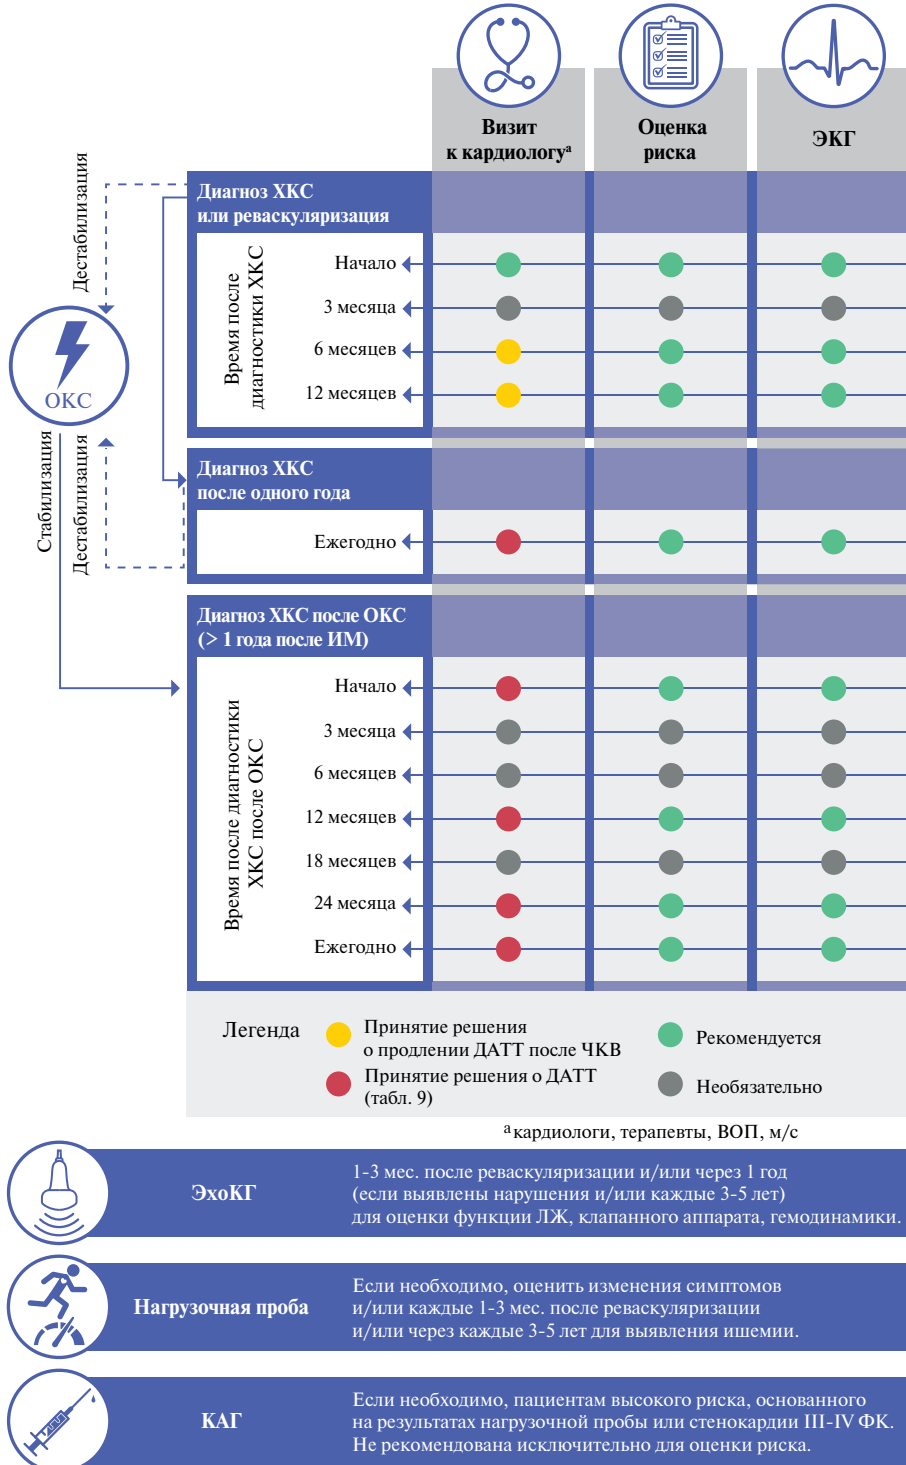 Визит
к кардиологуᵃ
Оценка
риска
ЭКГ
Дестабилизация
Диагноз ХКС
или реваскуляризация
Время после
диагностики ХКС
Начало
3 месяца
6 месяцев
12 месяцев
ОКС
Стабилизация
Дестабилизация
Диагноз ХКС
после одного года
Ежегодно
Диагноз ХКС после ОКС
(> 1 года после ИМ)
Время после диагностики
ХКС после ОКС
Начало
3 месяца
6 месяцев
12 месяцев
18 месяцев
24 месяца
Ежегодно
Легенда
Принятие решения
о продлении ДАТТ после ЧКВ
Рекомендуется
Принятие решения о ДАТТ
(табл. 9)
Необязательно
ᵃ кардиологи, терапевты, ВОП, м/с
ЭхоКГ
1-3 мес. после реваскуляризации и/или через 1 год
(если выявлены нарушения и/или каждые 3-5 лет)
для оценки функции ЛЖ, клапанного аппарата, гемодинамики.
Нагрузочная проба
Если необходимо, оценить изменения симптомов
и/или каждые 1-3 мес. после реваскуляризации
и/или через каждые 3-5 лет для выявления ишемии.
КАГ
Если необходимо, пациентам высокого риска, основанного
на результатах нагрузочной пробы или стенокардии III-IV ФК.
Не рекомендована исключительно для оценки риска.